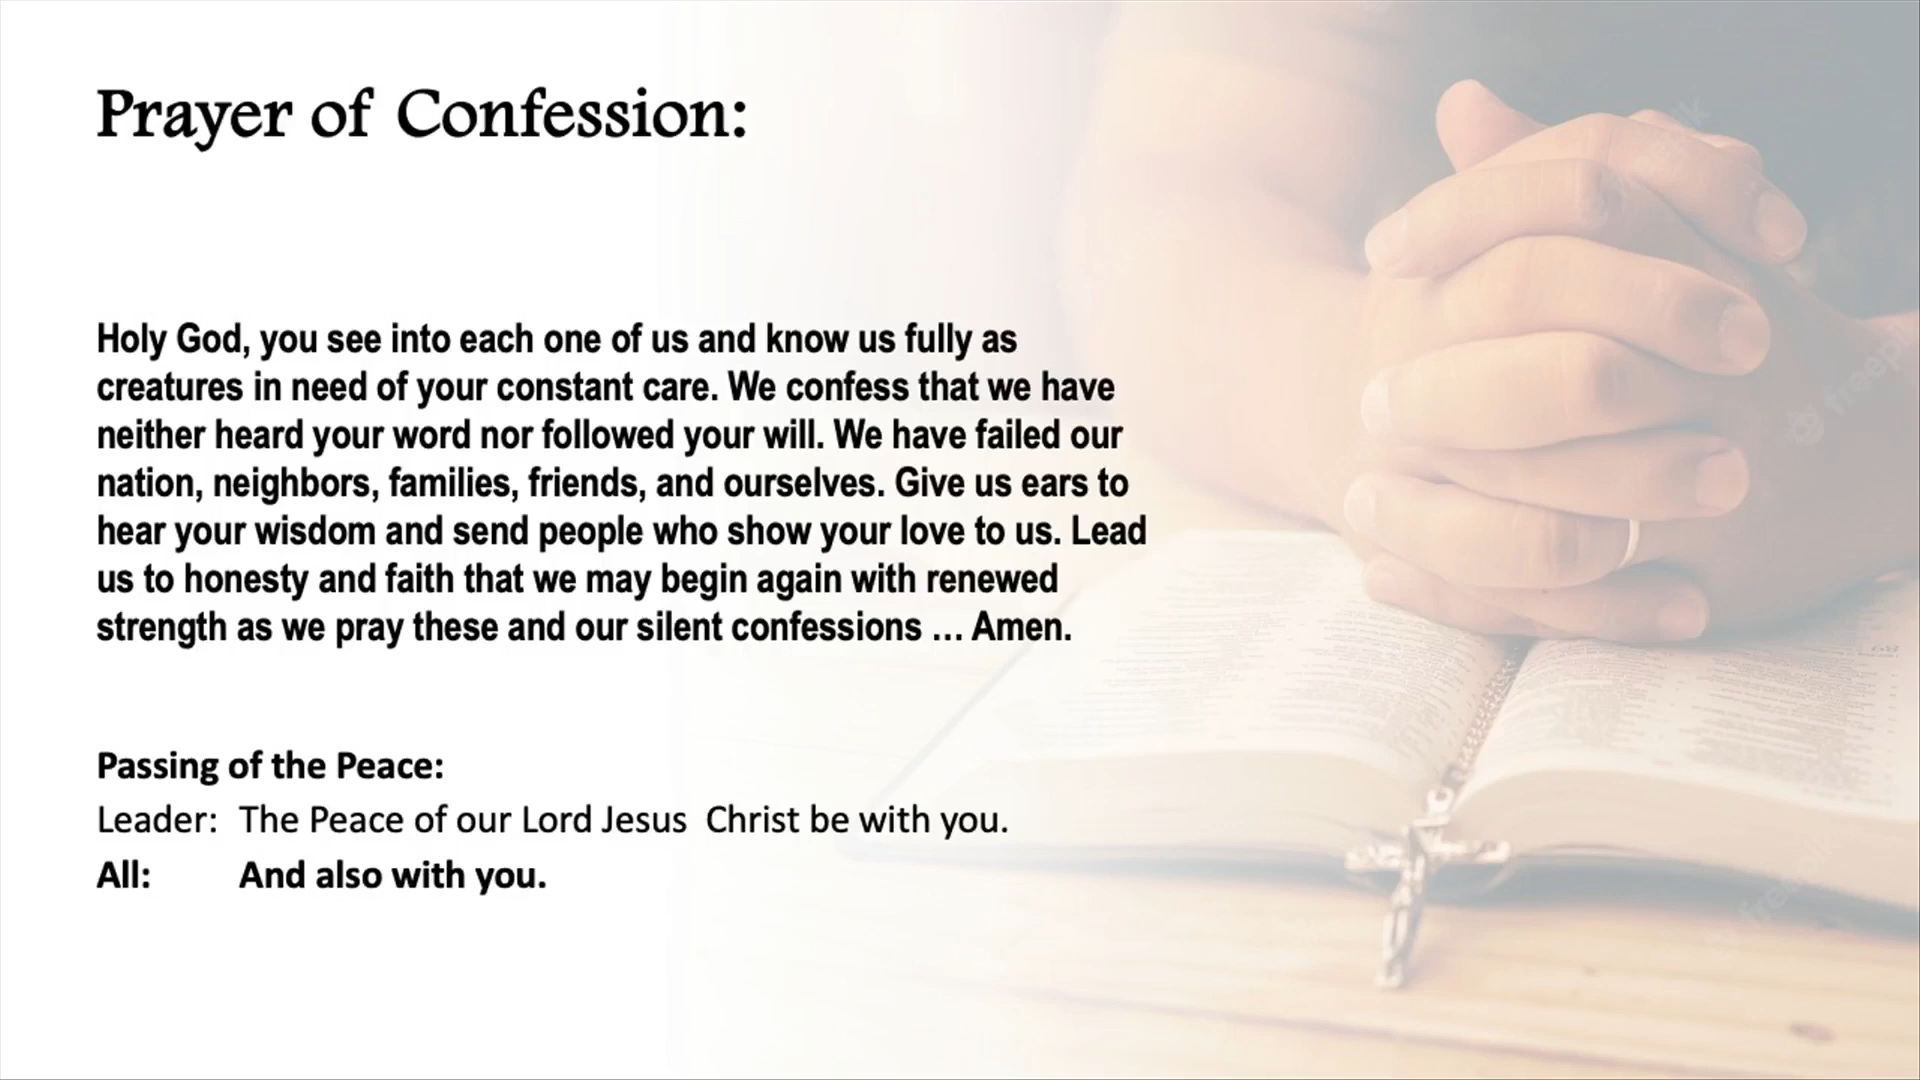 Prayer of Confession:
Holy God, you see into each one of us and know us fully as
creatures in need of your constant care. We confess that we have
neither heard your word nor followed your will. We have failed our
nation, neighbors, families, friends, and ourselves. Give us ears to
hear your wisdom and send people who show your love to us. Lead
us to honesty and faith that we may begin again with renewed
strength as we pray these and our silent confessions … Amen.
Passing of the Peace:
Leader: The Peace of our Lord Jesus  Christ be with you.
All: And also with you.
freepik
freepik